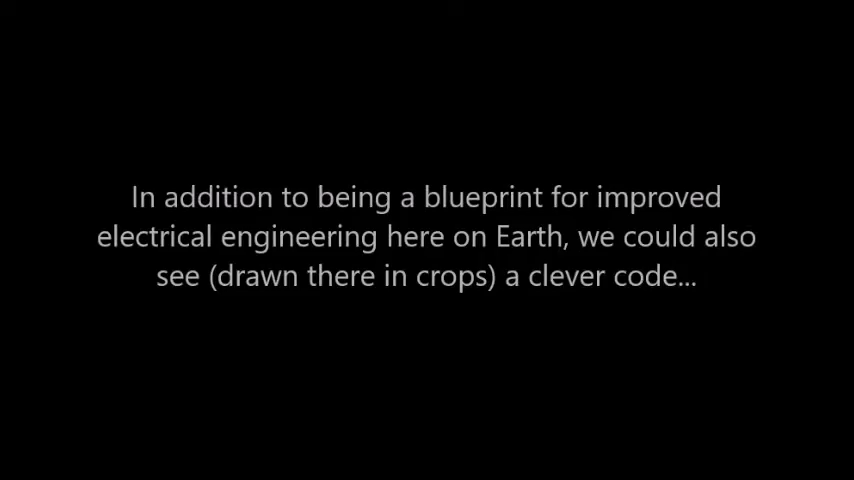 In addition to being a blueprint for improved
electrical engineering here on Earth, we could also
see (drawn there in crops) a clever code...